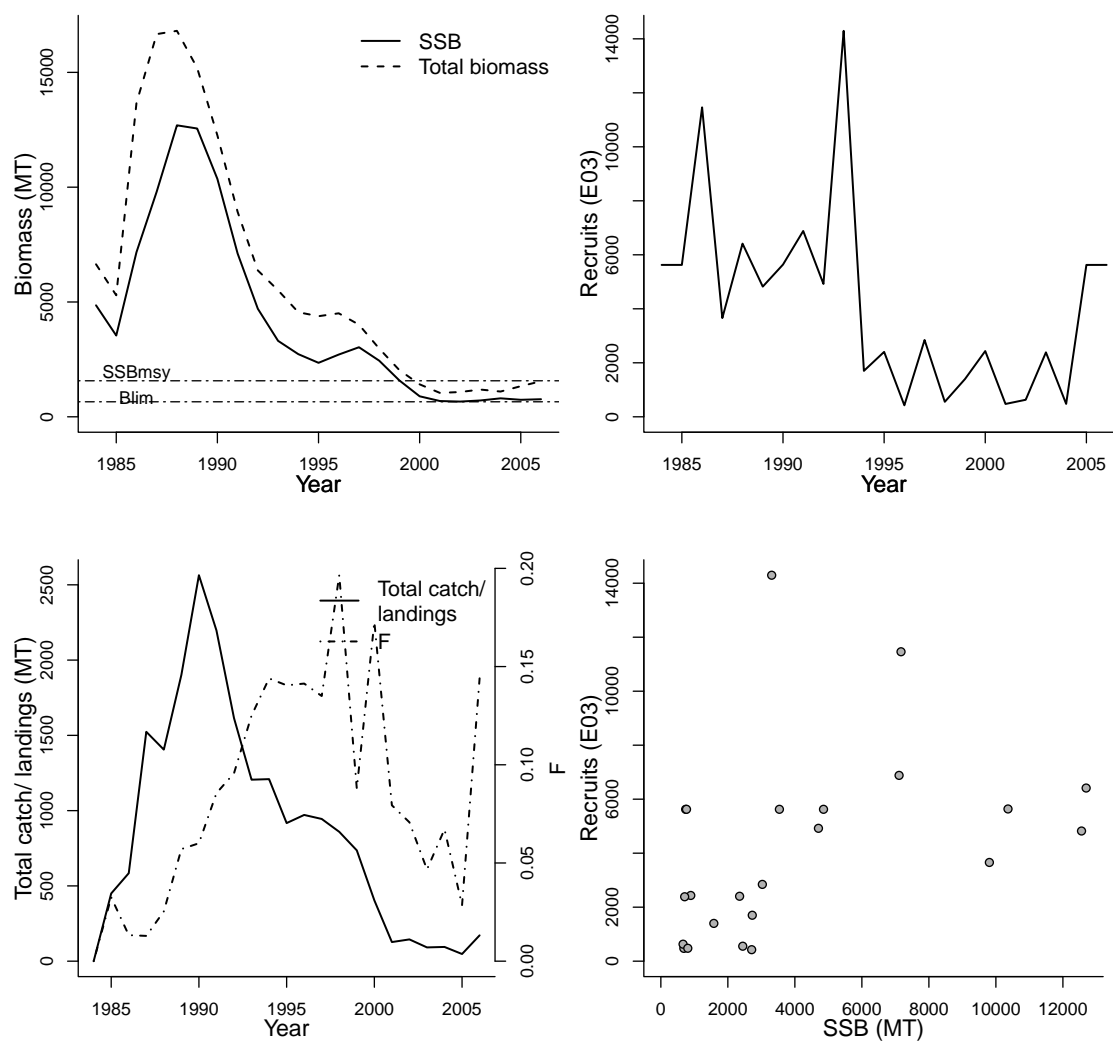 SSB
Total biomass
15000
10000
5000
0
Biomass (MT)
SSBmsy
Blim
1985 1990 1995 2000 2005
Year
14000
10000
6000
2000
0
Recruits (E03)
1985 1990 1995 2000 2005
Year
Total catch/
landings
F
2500
2000
1500
1000
500
0
Total catch/ landings (MT)
0.20
0.15
0.10
0.05
0.00
F
1985 1990 1995 2000 2005
Year
14000
10000
6000
2000
0
Recruits (E03)
0 2000 4000 6000 8000 10000 12000
SSB (MT)